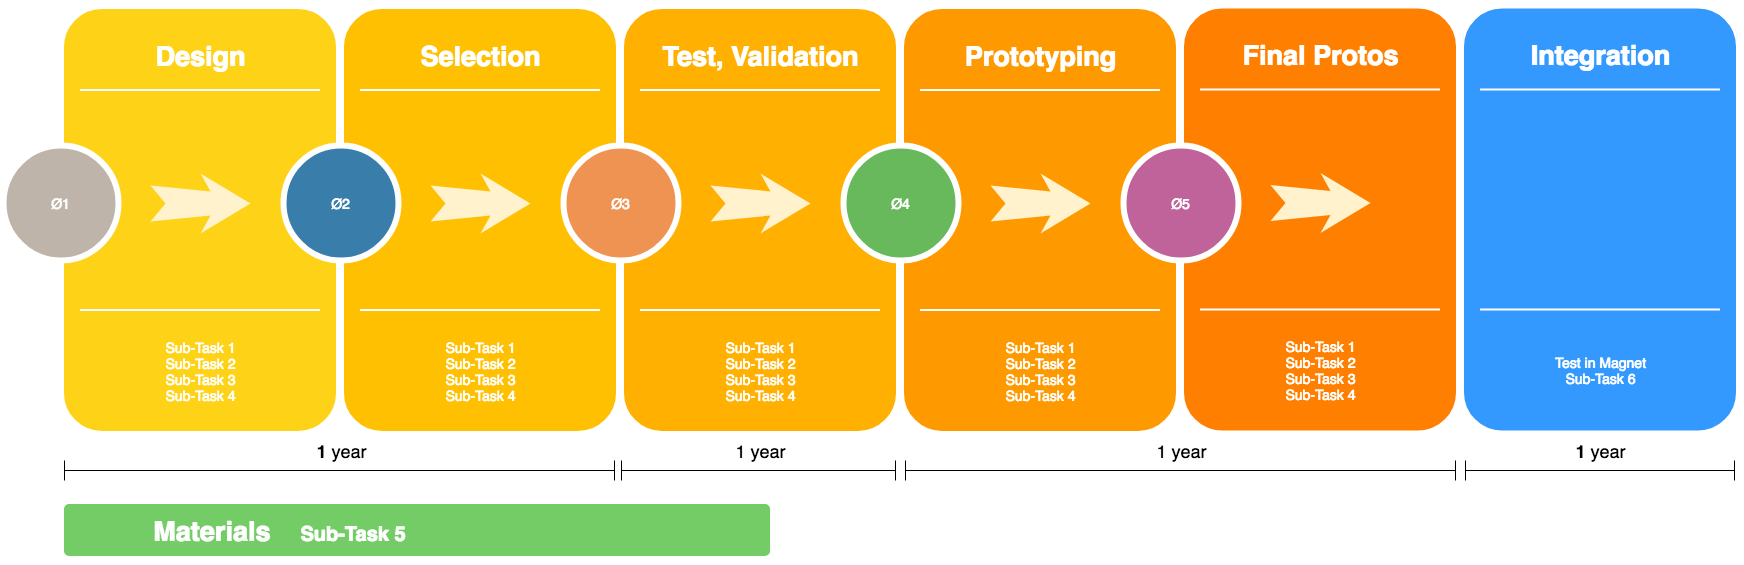 Design
Selection
Test, Validation
Prototyping
Final Protos
Integration
Ø1
Ø2
Ø3
Ø4
Ø5
Sub-Task 1
Sub-Task 2
Sub-Task 3
Sub-Task 4
Sub-Task 1
Sub-Task 2
Sub-Task 3
Sub-Task 4
Sub-Task 1
Sub-Task 2
Sub-Task 3
Sub-Task 4
Sub-Task 1
Sub-Task 2
Sub-Task 3
Sub-Task 4
Sub-Task 1
Sub-Task 2
Sub-Task 3
Sub-Task 4
Test in Magnet
Sub-Task 6
1 year
1 year
1 year
1 year
Materials Sub-Task 5